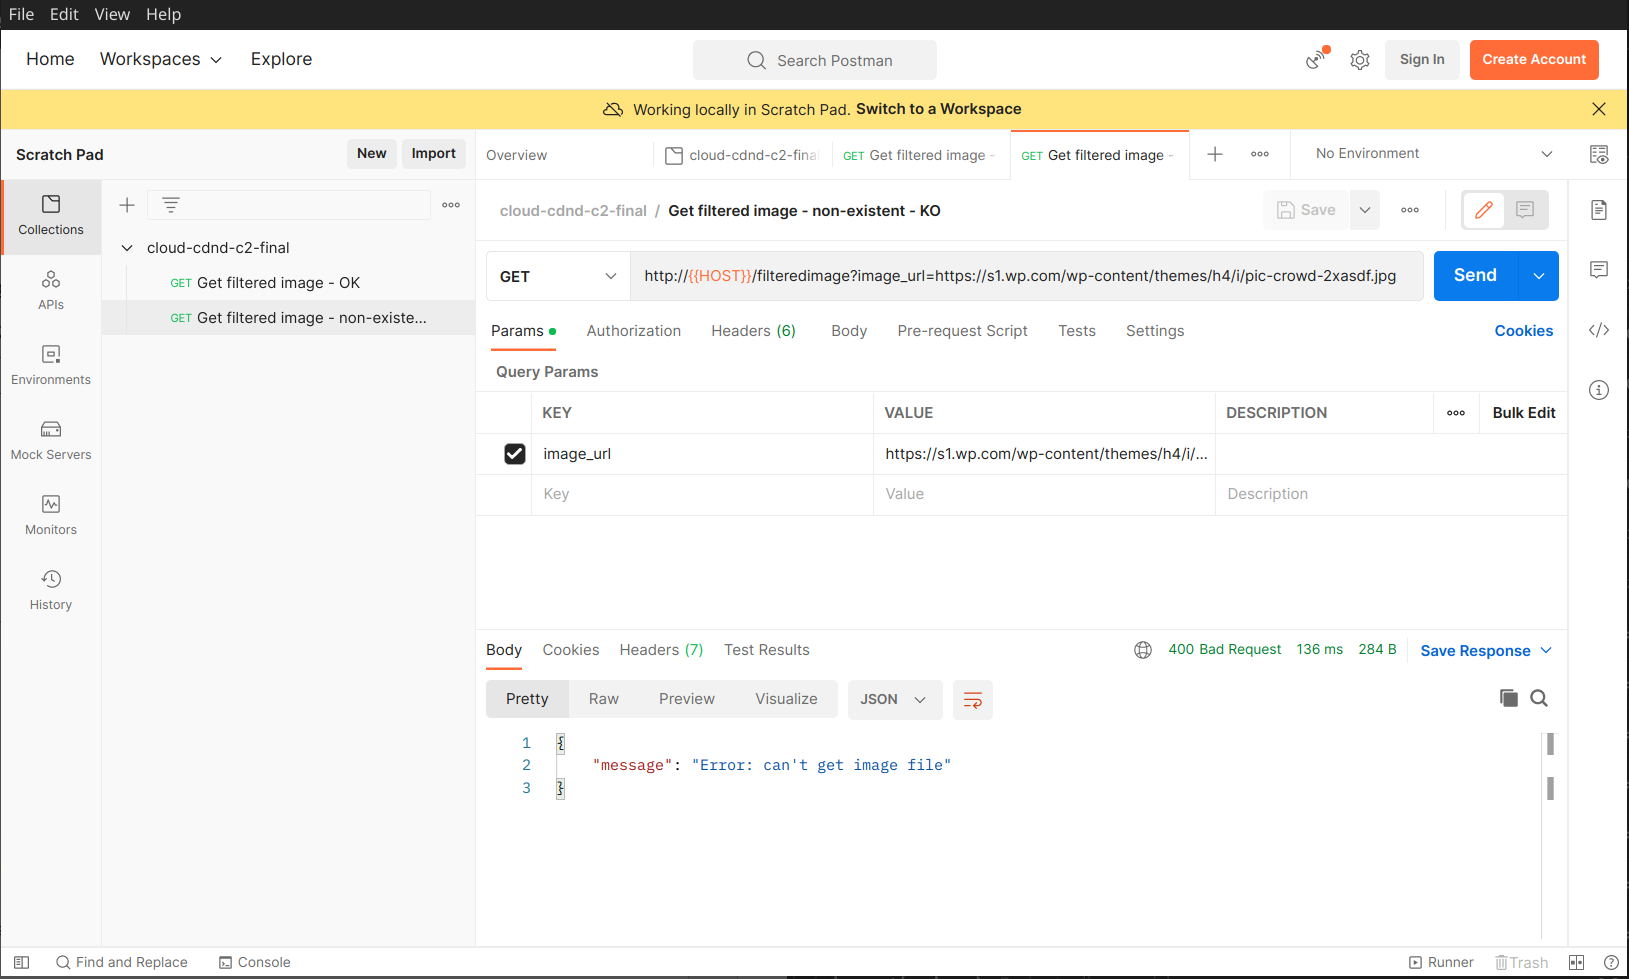 File Edit View Help
Home Workspaces Explore Search Postman Sign In Create Account
Working locally in Scratch Pad. Switch to a Workspace
Scratch Pad New Import Overview cloud-cdnd-c2-final GET Get filtered image - GET Get filtered image - No Environment
Collections
cloud-cdnd-c2-final / Get filtered image - non-existent - KO Save
cloud-cdnd-c2-final
GET Get filtered image - OK
GET Get filtered image - non-existe...
APIs
Environments
Mock Servers
Monitors
History
GET http://{{HOST}}/filteredimage?image_url=https://s1.wp.com/wp-content/themes/h4/i/pic-crowd-2xasdf.jpg Send
Params Authorization Headers (6) Body Pre-request Script Tests Settings Cookies
Query Params
KEY VALUE DESCRIPTION Bulk Edit
image_url https://s1.wp.com/wp-content/themes/h4/i/...
Key Value Description
Body Cookies Headers (7) Test Results 400 Bad Request 136 ms 284 B Save Response
Pretty Raw Preview Visualize JSON
1 {
2 "message": "Error: can't get image file"
3 }
Find and Replace Console Runner Trash